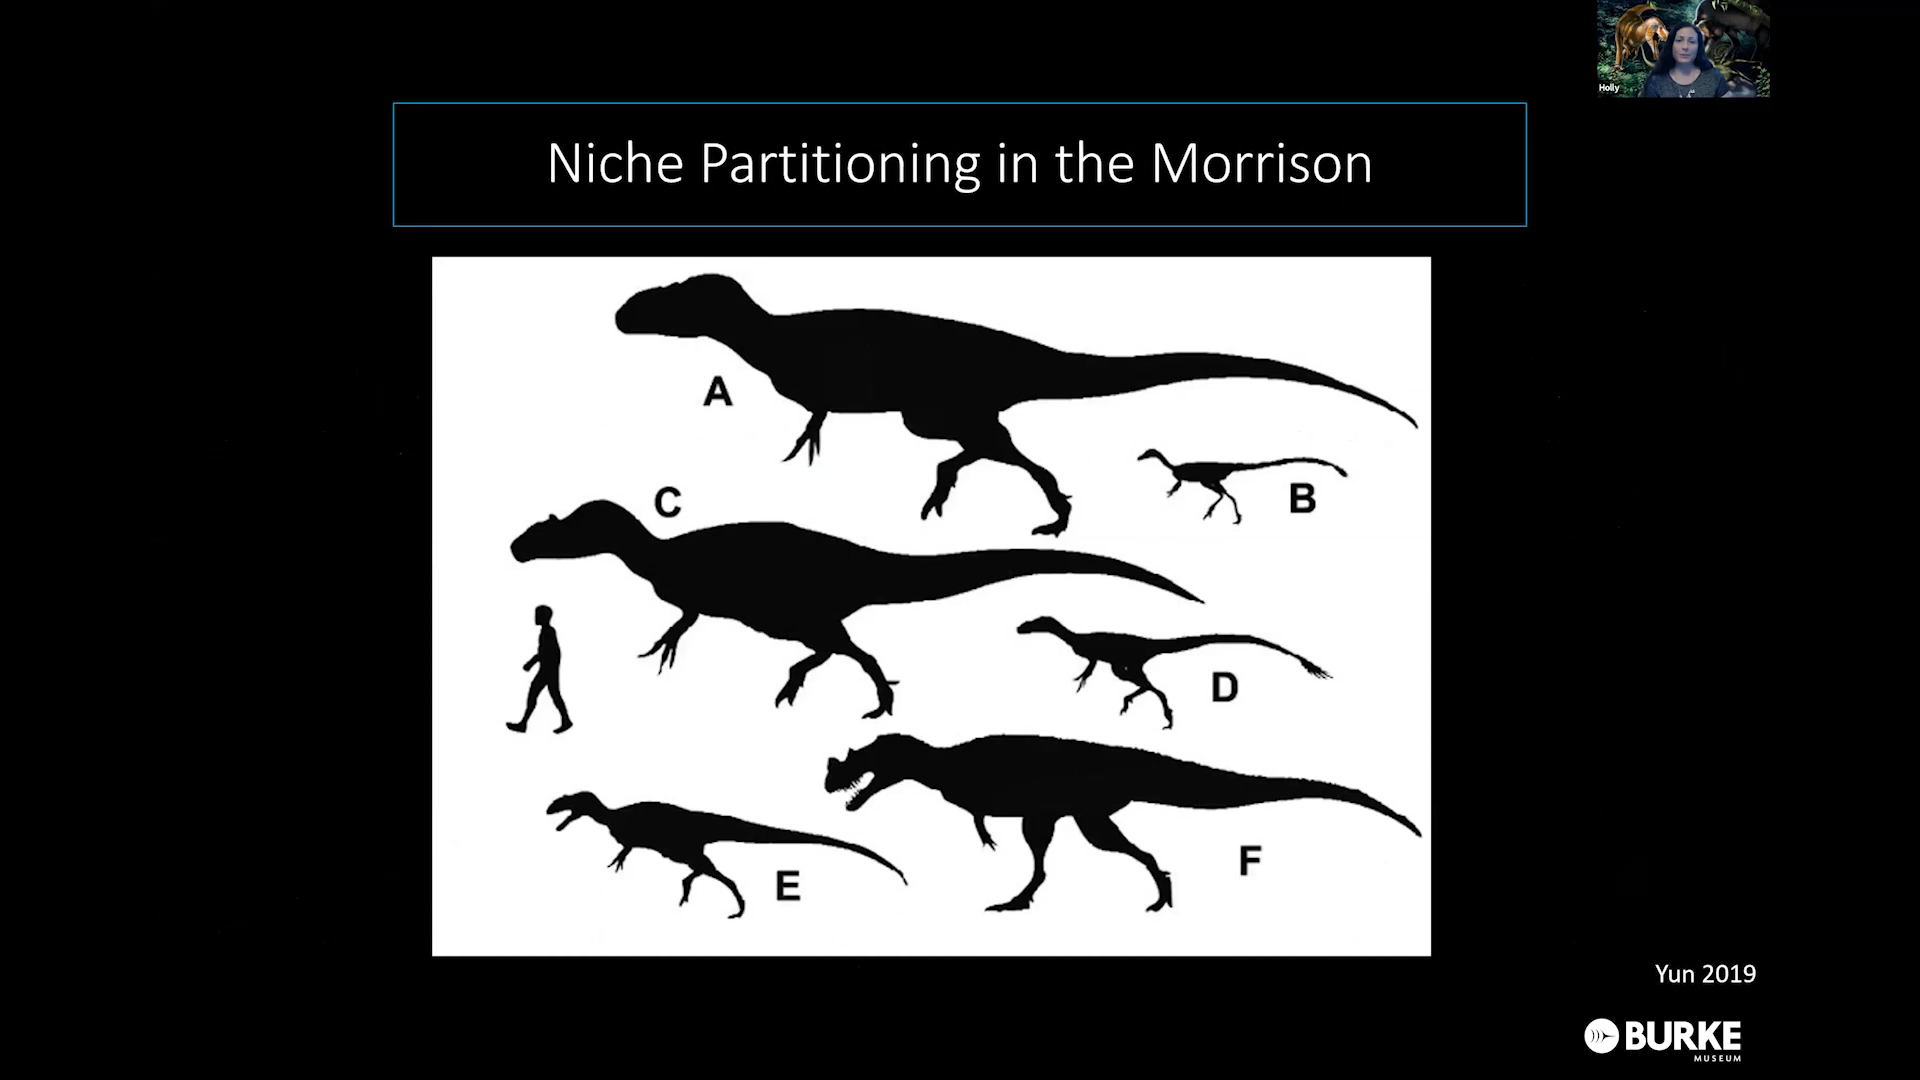 Holly
Niche Partitioning in the Morrison
A
B
C
D
E
F
Yun 2019
BURKE
MUSEUM